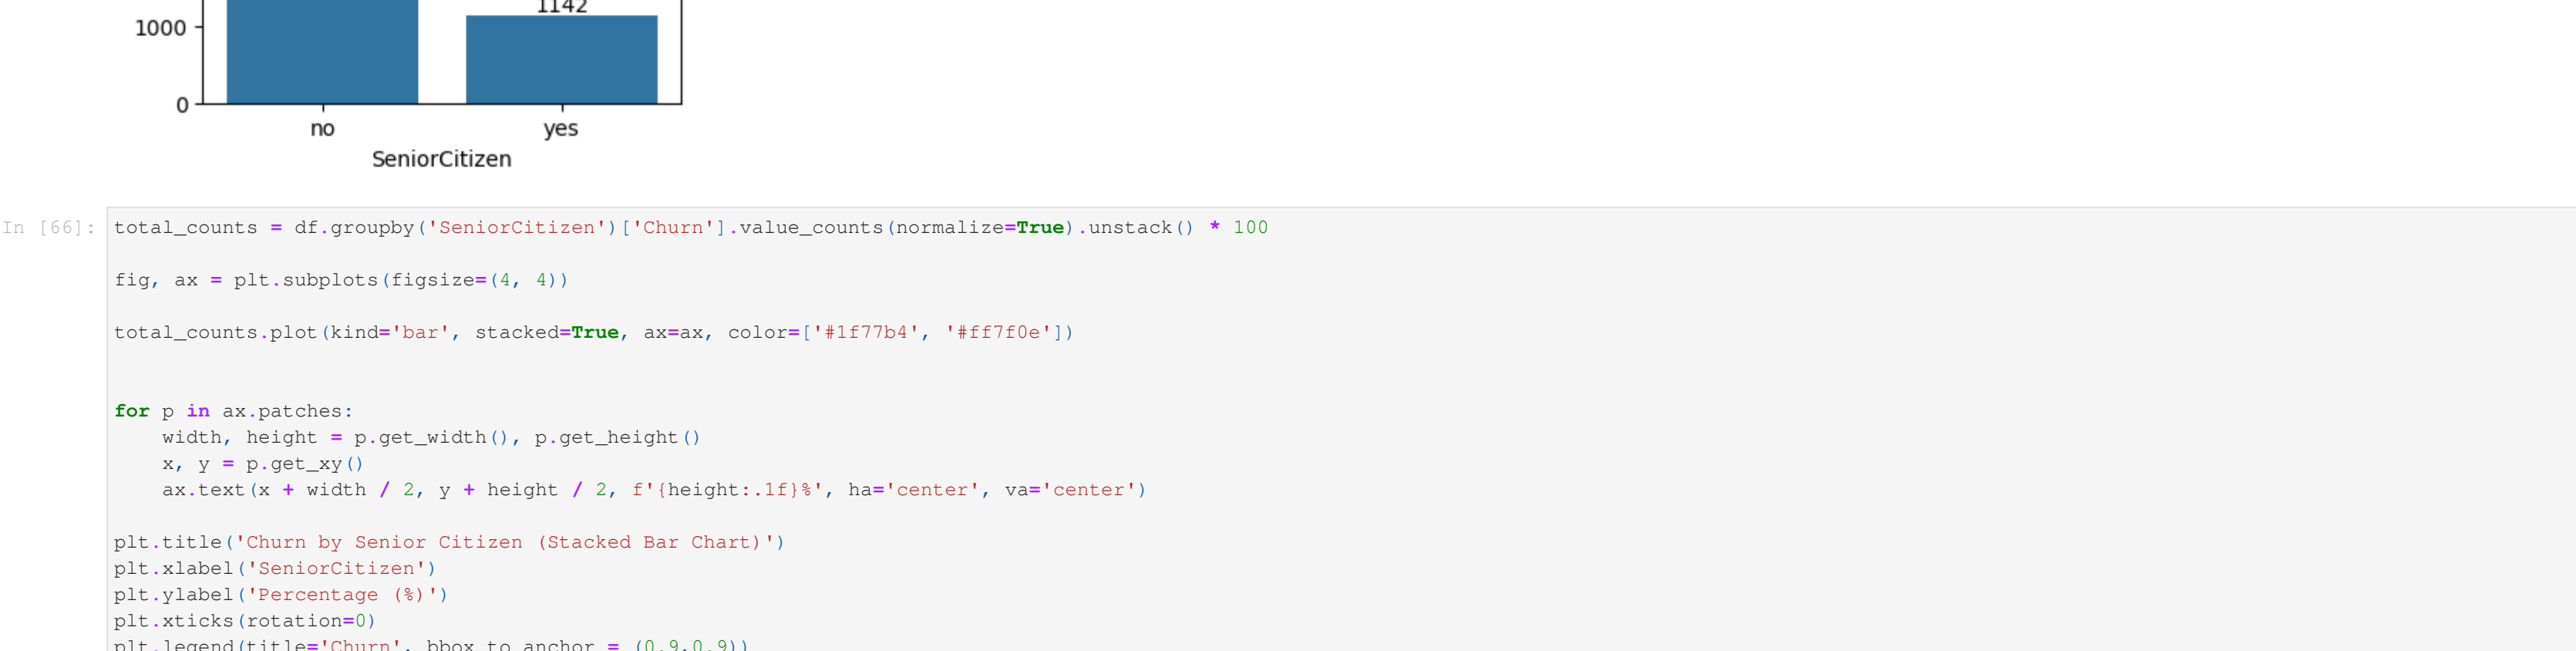 1142
1000
0
no yes
SeniorCitizen
In [66]: total_counts = df.groupby('SeniorCitizen')['Churn'].value_counts(normalize=True).unstack() * 100
fig, ax = plt.subplots(figsize=(4, 4))
total_counts.plot(kind='bar', stacked=True, ax=ax, color=['#1f77b4', '#ff7f0e'])
for p in ax.patches:
    width, height = p.get_width(), p.get_height()
    x, y = p.get_xy()
    ax.text(x + width / 2, y + height / 2, f'{height:.1f}%', ha='center', va='center')
plt.title('Churn by Senior Citizen (Stacked Bar Chart)')
plt.xlabel('SeniorCitizen')
plt.ylabel('Percentage (%)')
plt.xticks(rotation=0)
plt.legend(title='Churn', bbox_to_anchor = (0.9,0.9))